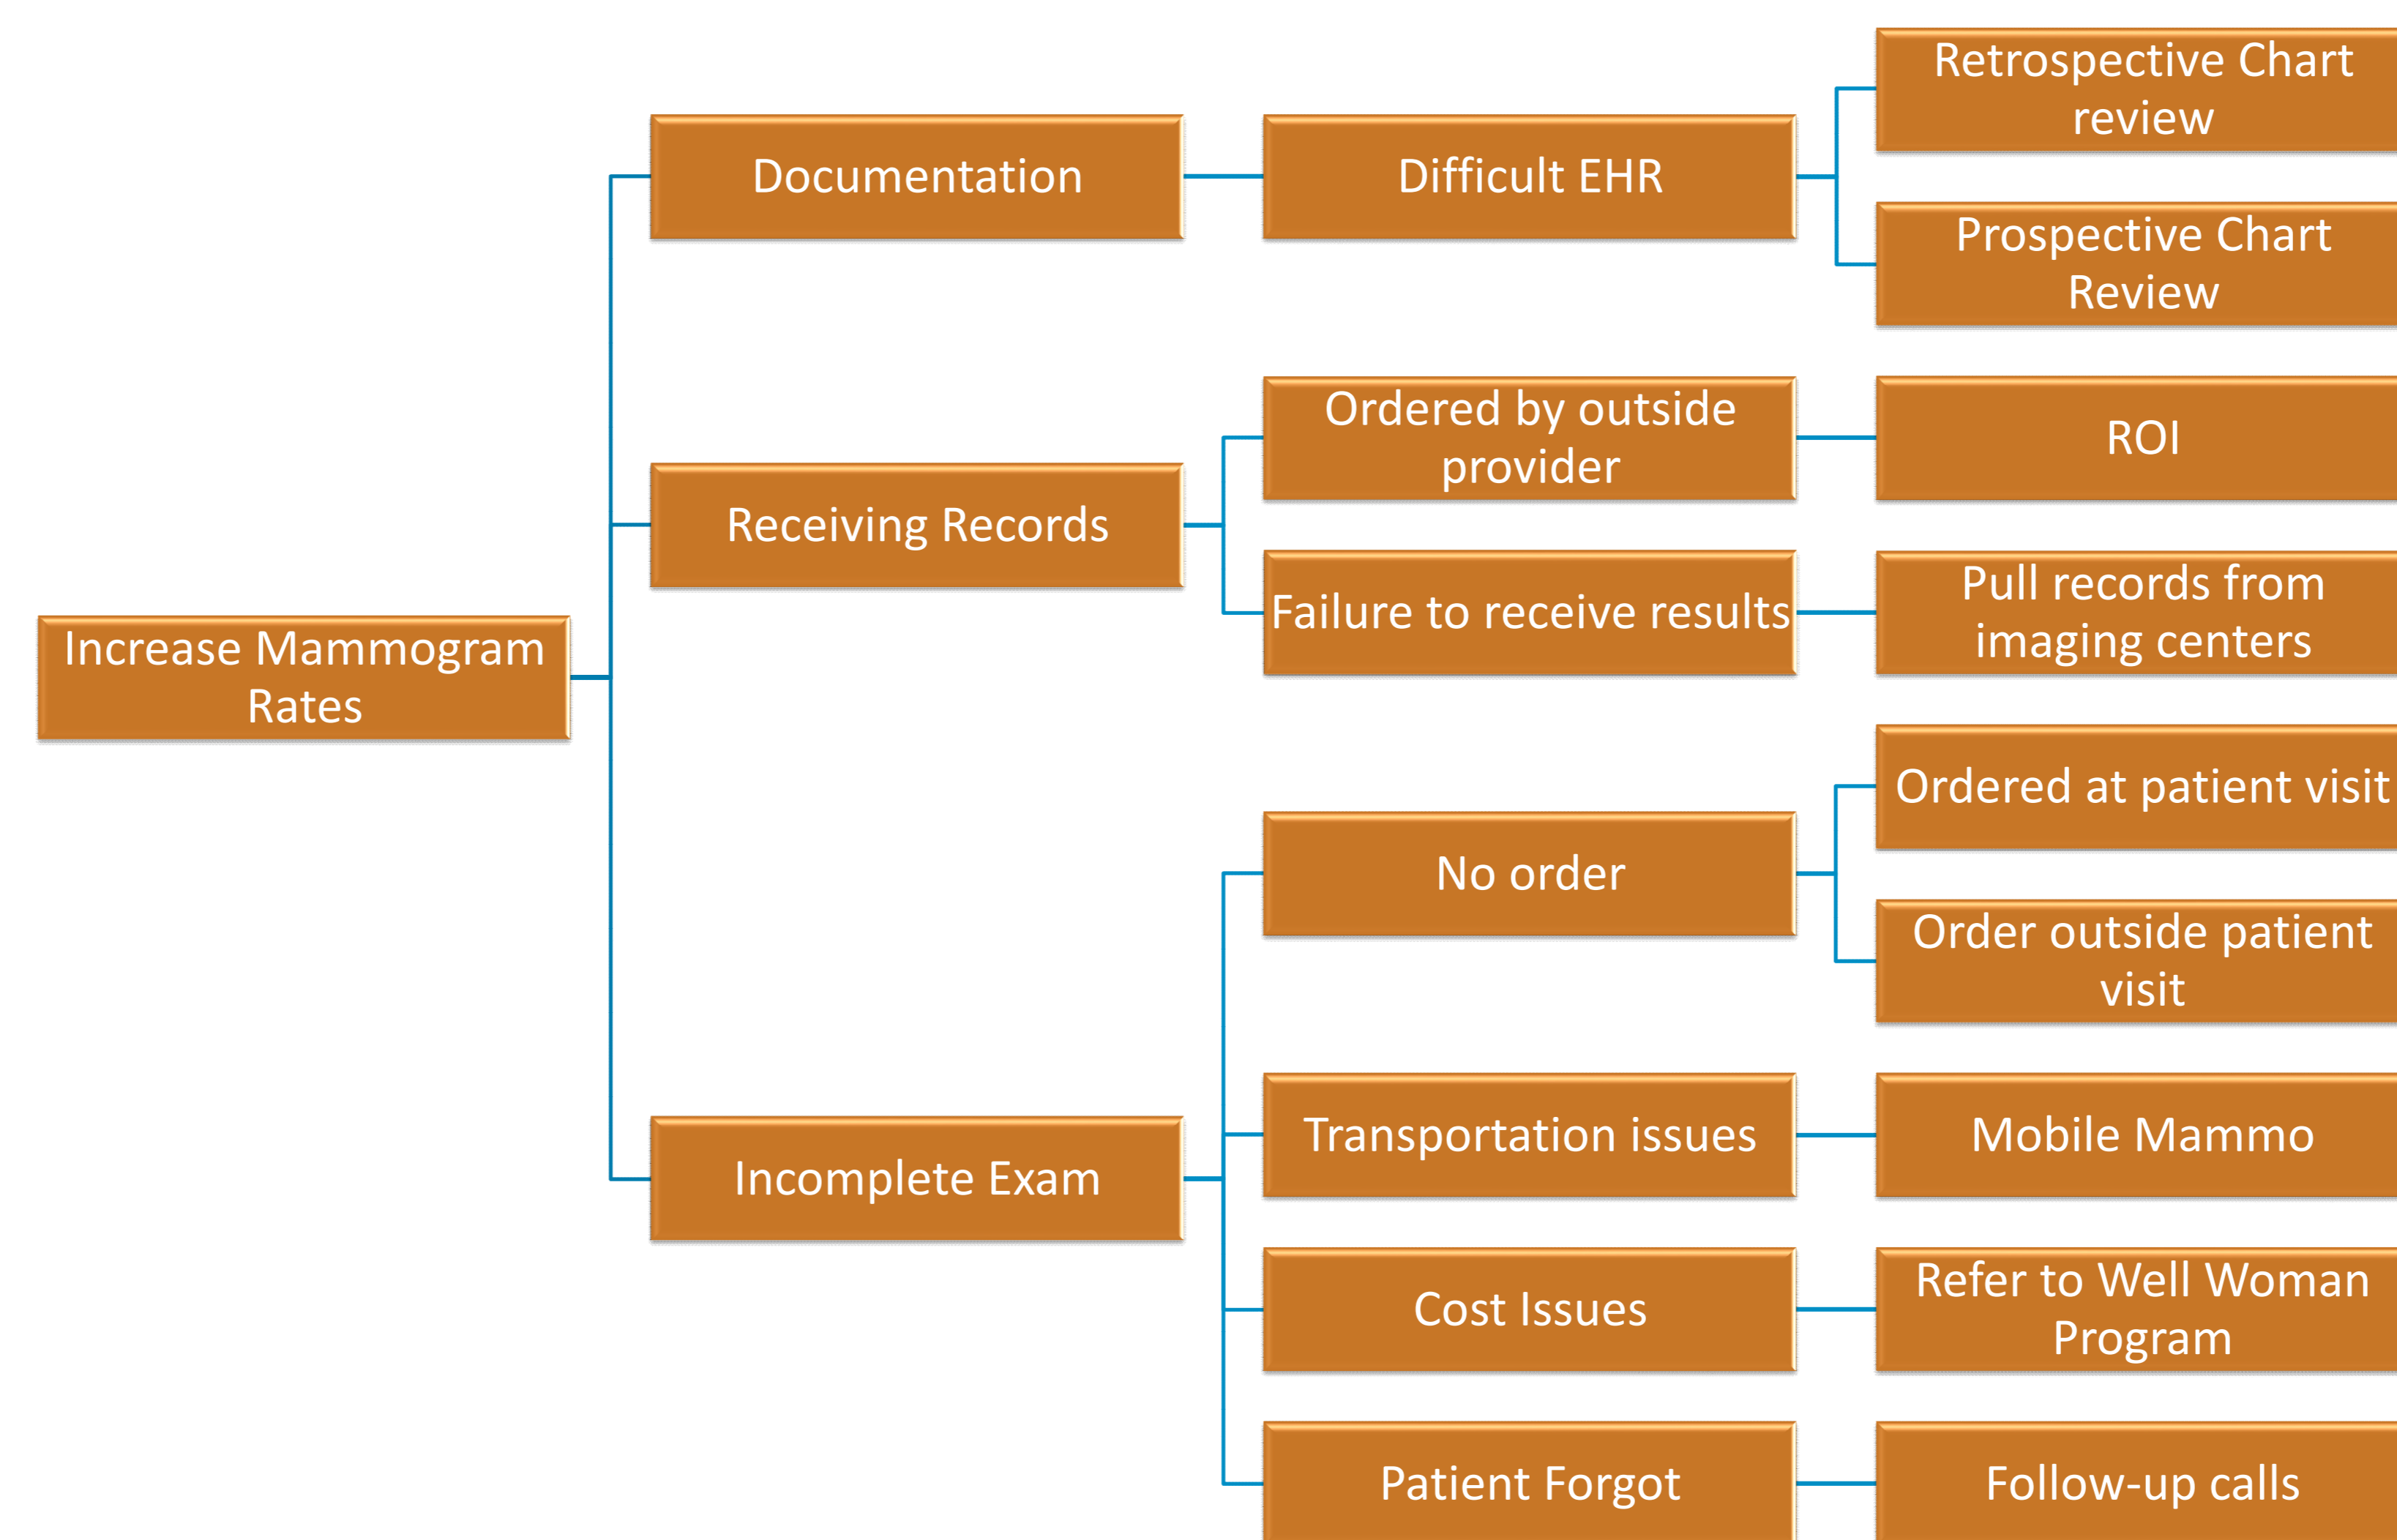 Increase Mammogram
Rates
Documentation
Difficult EHR
Retrospective Chart
review
Prospective Chart
Review
Receiving Records
Ordered by outside
provider
ROI
Failure to receive results
Pull records from
imaging centers
Incomplete Exam
No order
Ordered at patient visit
Order outside patient
visit
Transportation issues
Mobile Mammo
Cost Issues
Refer to Well Woman
Program
Patient Forgot
Follow-up calls